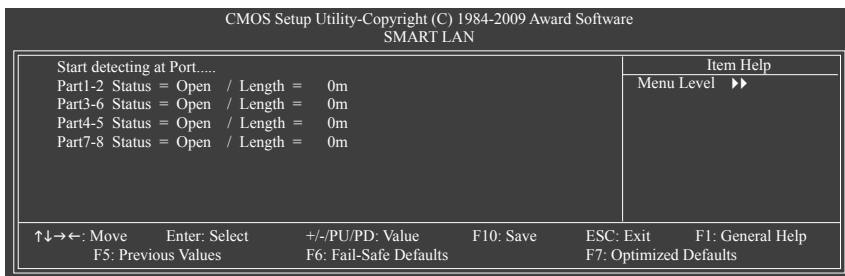 CMOS Setup Utility-Copyright (C) 1984-2009 Award Software
SMART LAN
Start detecting at Port.....
Part1-2 Status = Open / Length = 0m
Part3-6 Status = Open / Length = 0m
Part4-5 Status = Open / Length = 0m
Part7-8 Status = Open / Length = 0m
Item Help
Menu Level ▶▶
↑↓→←: Move Enter: Select +/-/PU/PD: Value F10: Save ESC: Exit F1: General Help
F5: Previous Values F6: Fail-Safe Defaults F7: Optimized Defaults